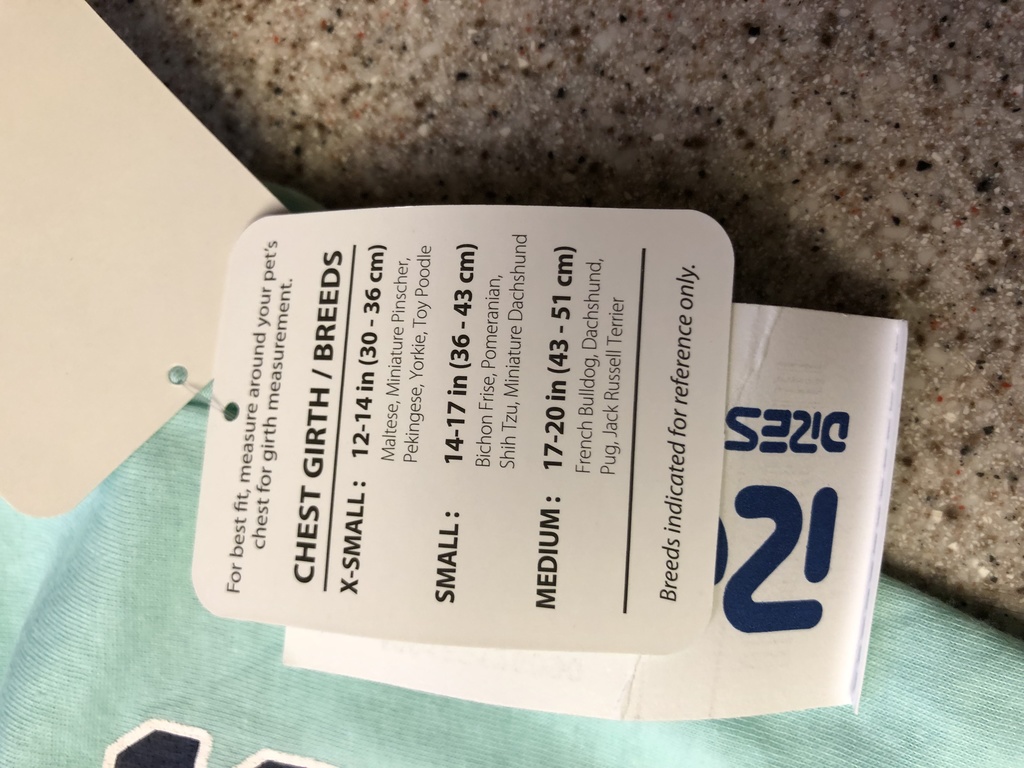 For best fit, measure around your pet's
chest for girth measurement.
CHEST GIRTH / BREEDS
X-SMALL : 12-14 in (30 - 36 cm)
Maltese, Miniature Pinscher,
Pekingese, Yorkie, Toy Poodle
SMALL : 14-17 in (36 - 43 cm)
Bichon Frise, Pomeranian,
Shih Tzu, Miniature Dachshund
MEDIUM : 17-20 in (43 - 51 cm)
French Bulldog, Dachshund,
Pug, Jack Russell Terrier
Breeds indicated for reference only.